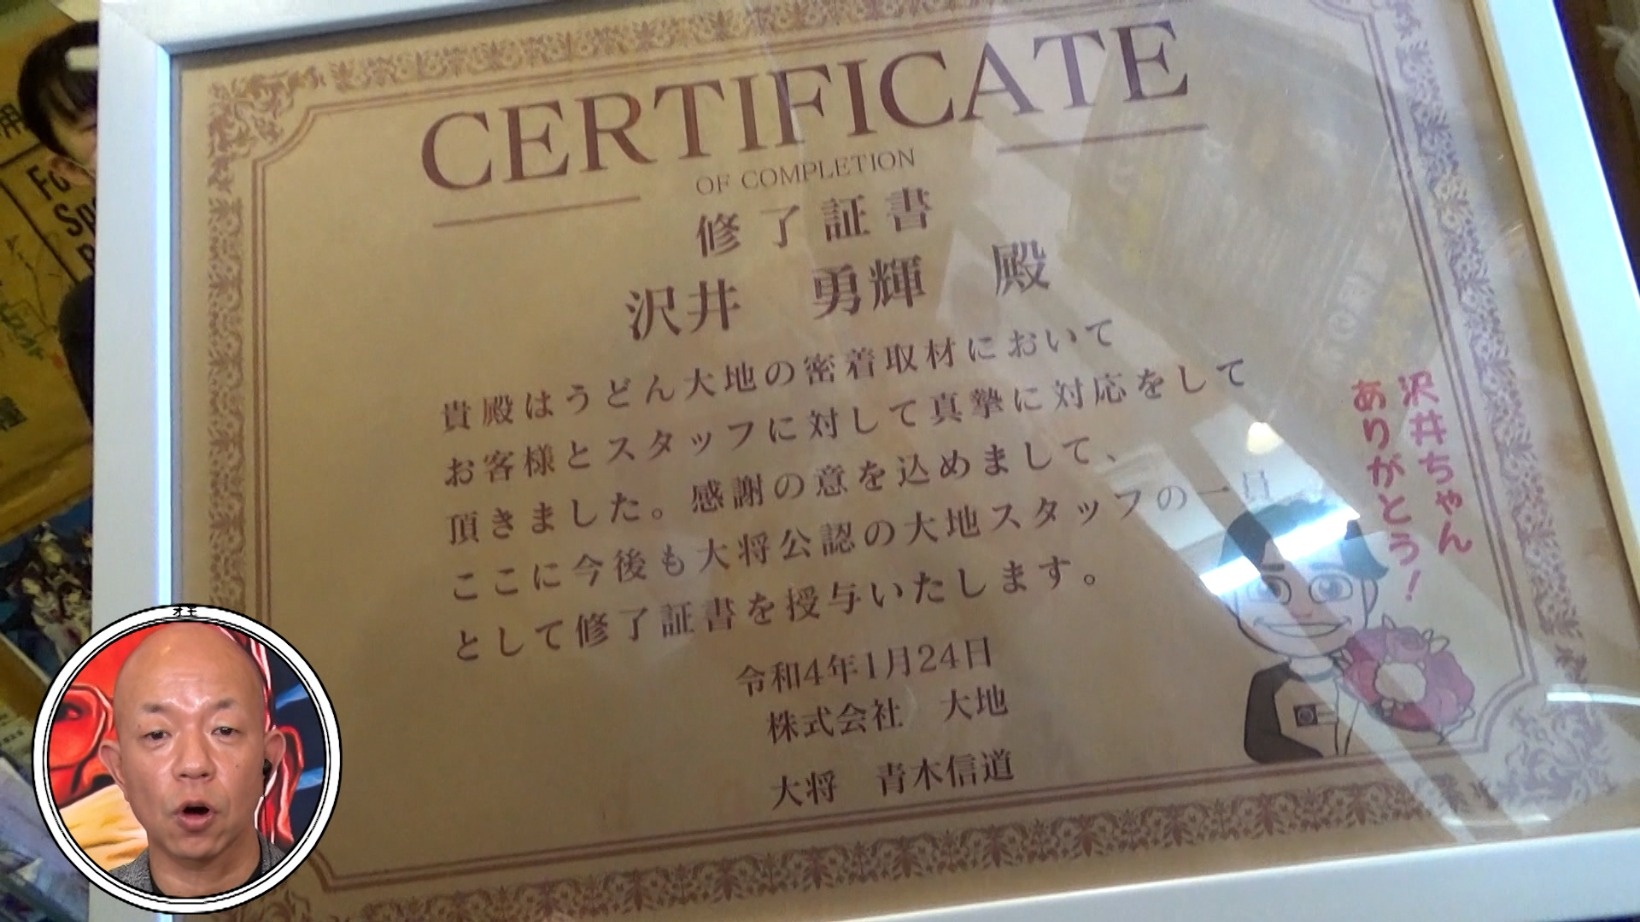 CERTIFICATE
OF COMPLETION
修了証書
沢井 勇輝 殿
貴殿はうどん大地の密着取材において
お客様とスタッフに対して真摯に対応をして
頂きました。感謝の意を込めまして、
ここに今後も大将公認の大地スタッフの一員
として修了証書を授与いたします。
令和4年1月24日
株式会社 大地
大将 青木信道
沢井ちゃん
ありがとう!